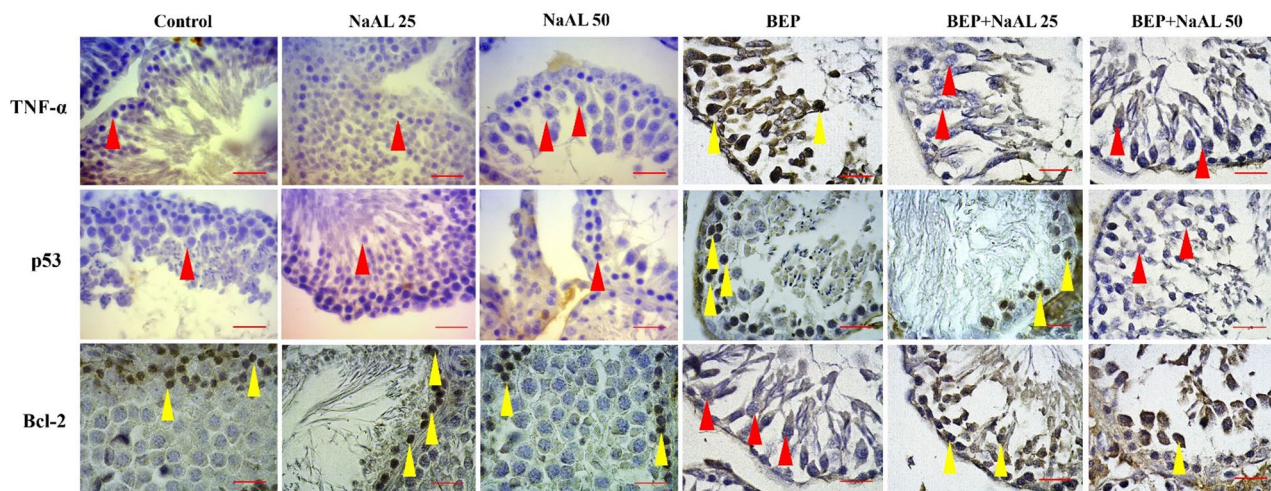 Control NaAL 25 NaAL 50 BEP BEP+NaAL 25 BEP+NaAL 50
TNF-α
p53
Bcl-2